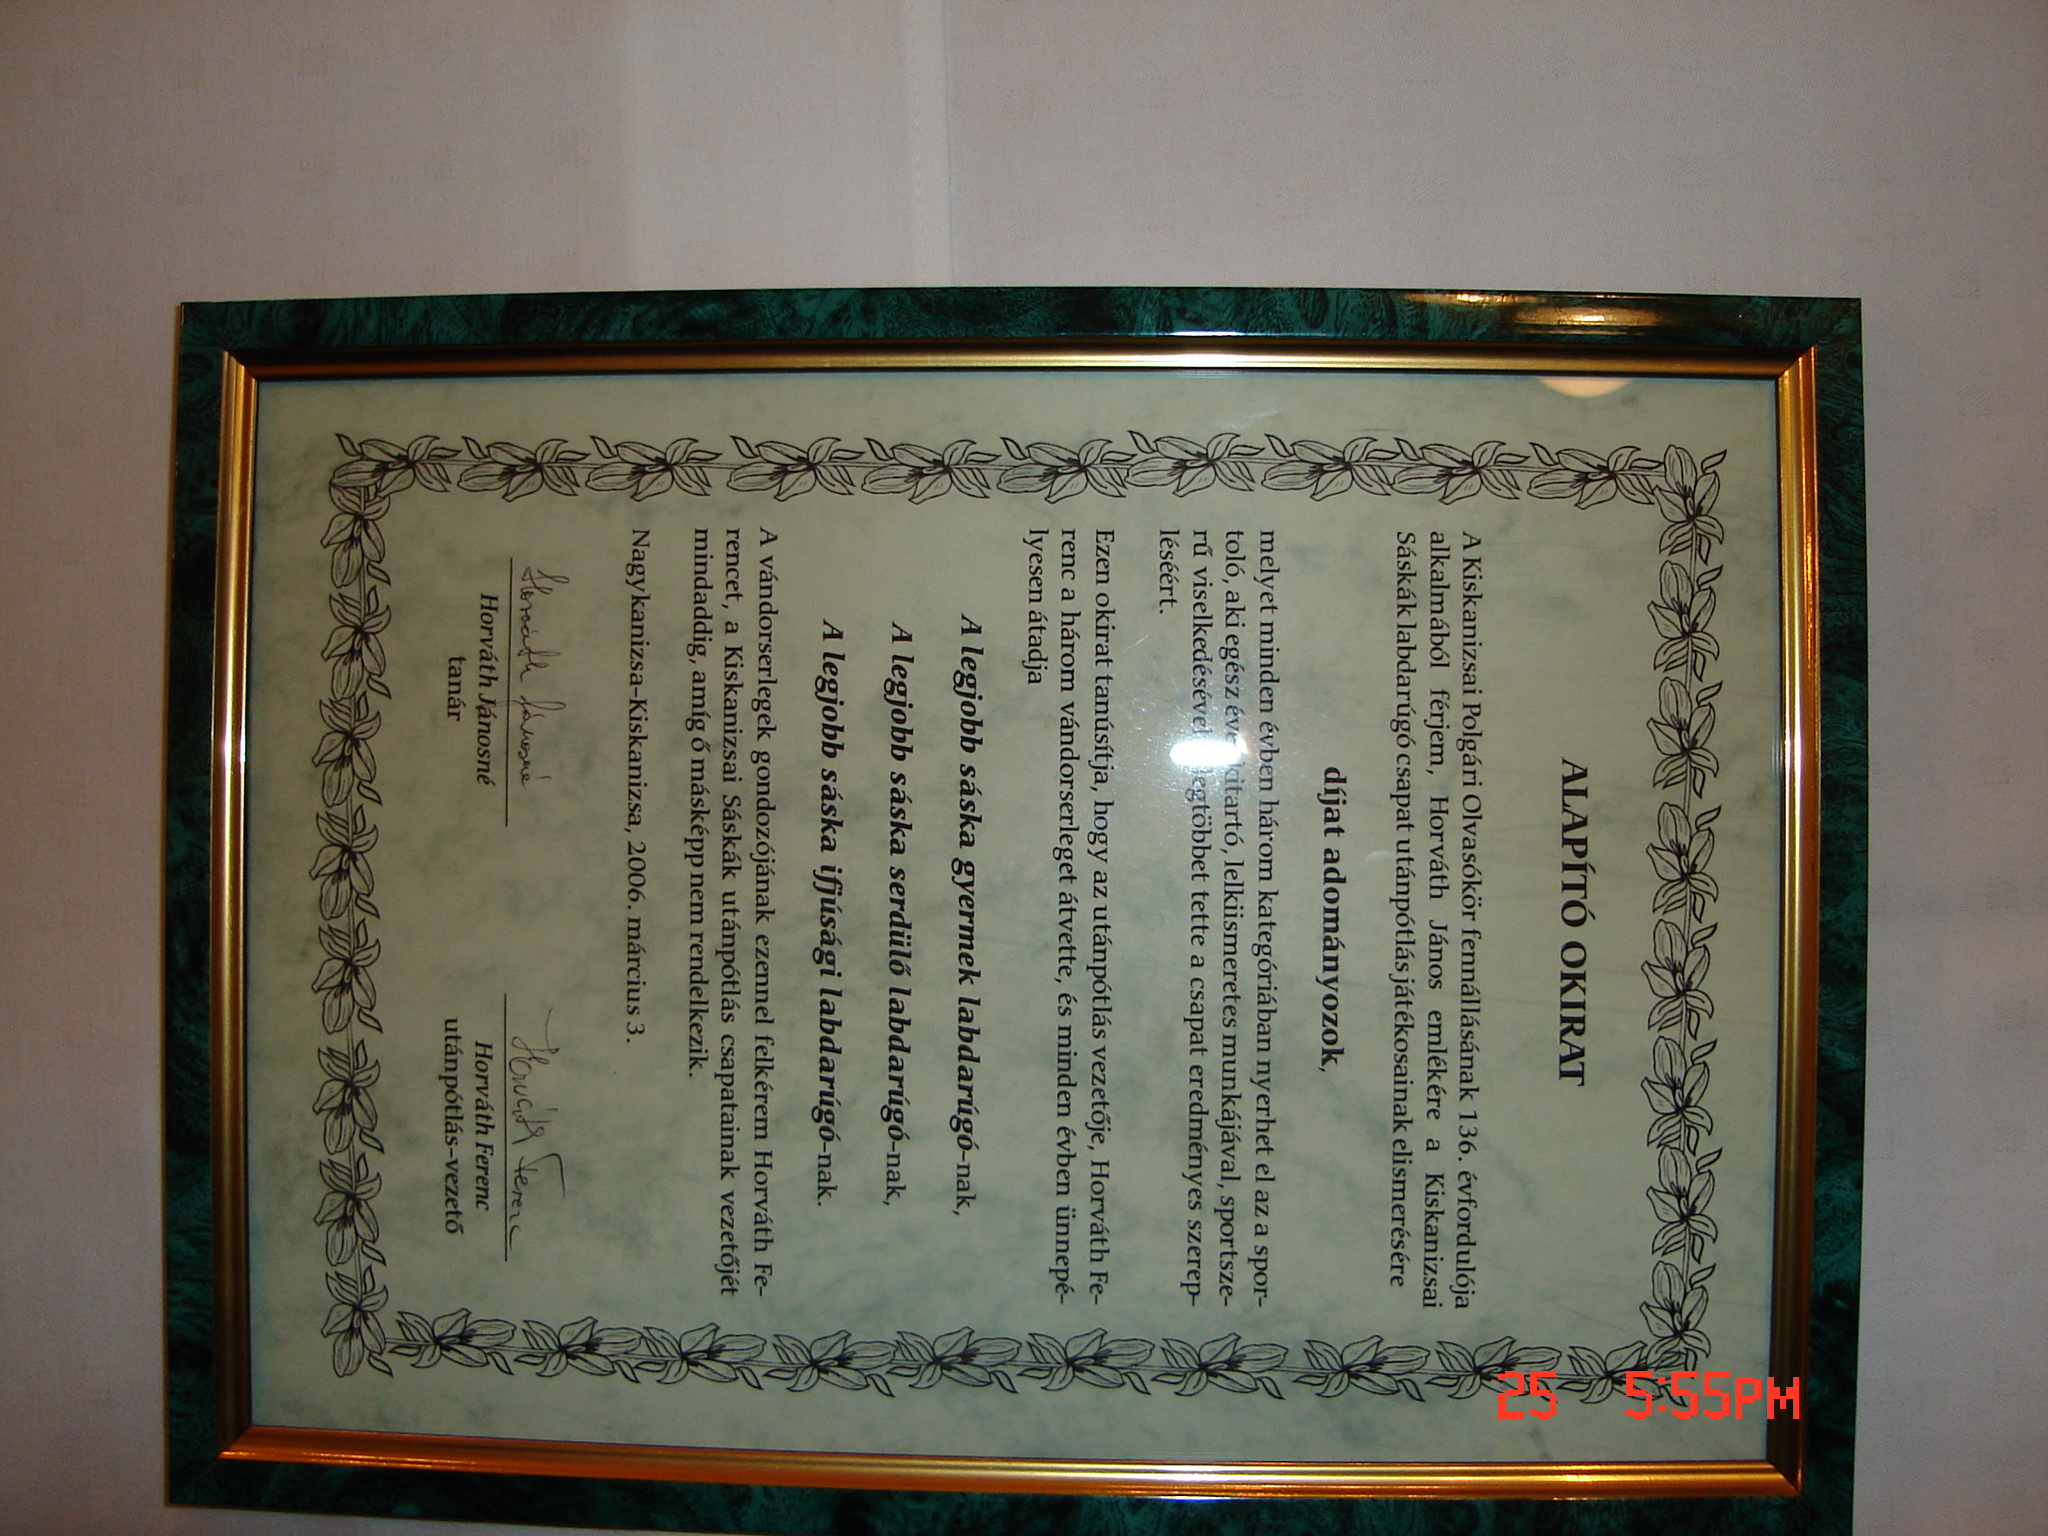 ALAPÍTÓ OKIRAT
A Kiskanizsai Polgári Olvasókör fennállásának 136. évfordulója
alkalmából férjem, Horváth János emlékére a Kiskanizsai
Sáskák labdarúgó csapat utánpótlás játékosainak elismerésére
díjat adományozok,
melyet minden évben három kategóriában nyerhet el az a spor-
toló, aki egész éves kitartó, lelkiismeretes munkájával, sportsze-
rű viselkedésével legtöbbet tette a csapat eredményes szerep-
léséért.
Ezen okirat tanúsítja, hogy az utánpótlás vezetője, Horváth Fe-
renc a három vándorserleget átvette, és minden évben ünnepé-
lyesen átadja
A legjobb sáska gyermek labdarúgó-nak,
A legjobb sáska serdülő labdarúgó-nak,
A legjobb sáska ifjúsági labdarúgó-nak.
A vándorserlegek gondozójának ezennel felkérem Horváth Fe-
rencet, a Kiskanizsai Sáskák utánpótlás csapatainak vezetőjét
mindaddig, amíg ő másképp nem rendelkezik.
Nagykanizsa-Kiskanizsa, 2006. március 3.
Horváth Jánosné
Horváth Jánosné
tanár
Horváth Ferenc
Horváth Ferenc
utánpótlás-vezető
25 5:55PM